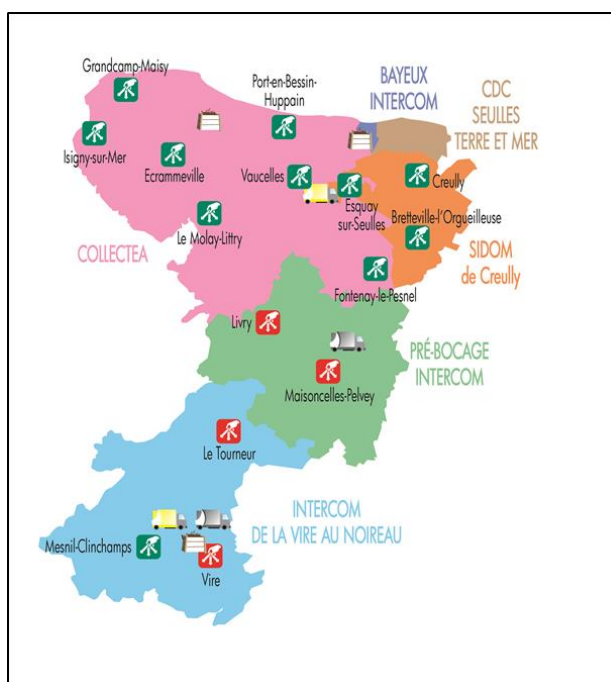 Grandcamp-Maisy
Port-en-Bessin-
Huppain
BAYEUX
INTERCOM
CDC
SEULLES
TERRE ET MER
Isigny-sur-Mer
Ecrammeville
Vaucelles
Esquay
sur-Seulles
Creully
Bretteville-l'Orgueilleuse
Le Molay-Littry
COLLECTEA
SIDOM
de Creully
Fontenay-le-Pesnel
Livry
PRÉ-BOCAGE
INTERCOM
Maisoncelles-Pelvey
Le Tourneur
INTERCOM
DE LA VIRE AU NOIREAU
Mesnil-Clinchamps
Vire